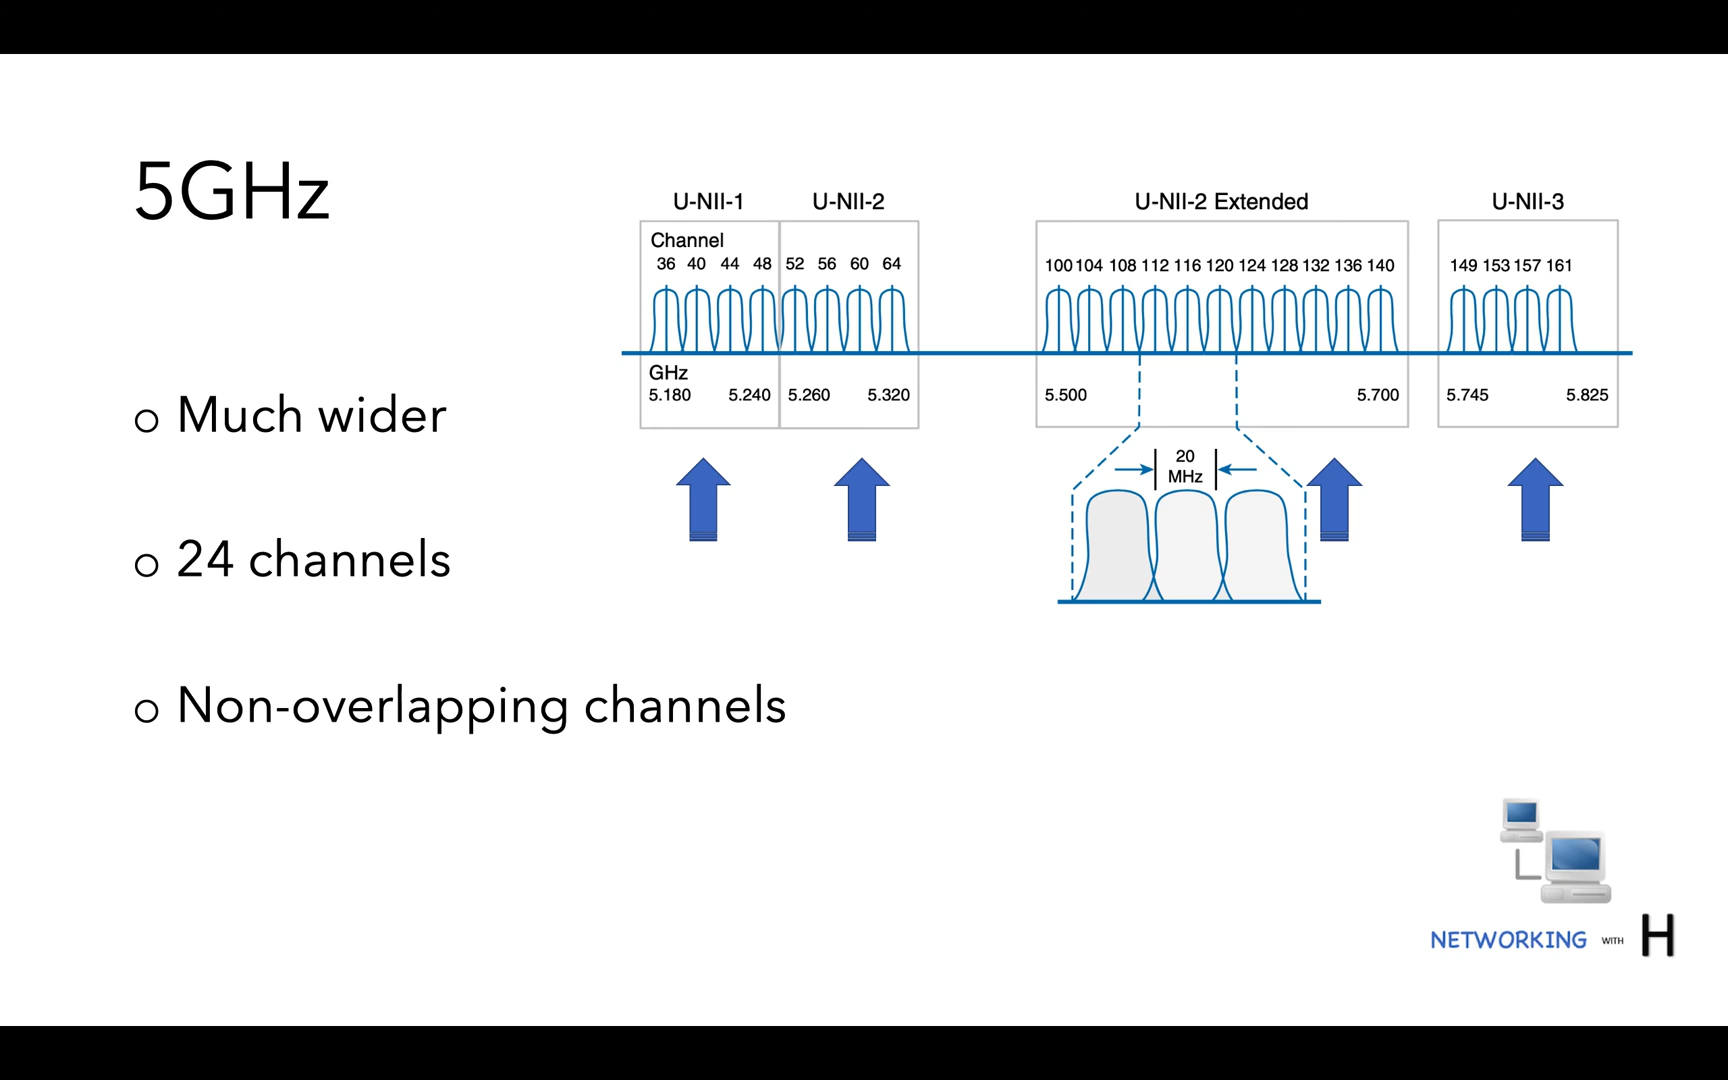 5GHz
○ Much wider
○ 24 channels
○ Non-overlapping channels
U-NII-1 U-NII-2 U-NII-2 Extended U-NII-3
Channel
36 40 44 48 52 56 60 64 100 104 108 112 116 120 124 128 132 136 140 149 153 157 161
GHz
5.180 5.240 5.260 5.320 5.500 5.700 5.745 5.825
20
MHz
NETWORKING WITH H